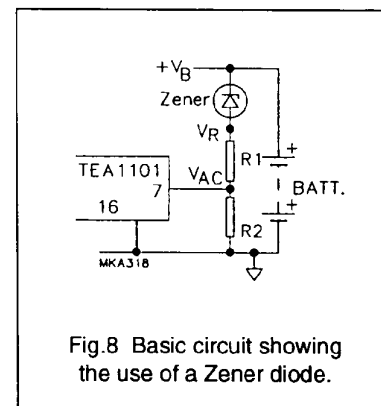 +VB
Zener
VR
R1
TEA1101
7
VAC
BATT.
16
R2
MKA318
+
+
Fig.8 Basic circuit showing
the use of a Zener diode.